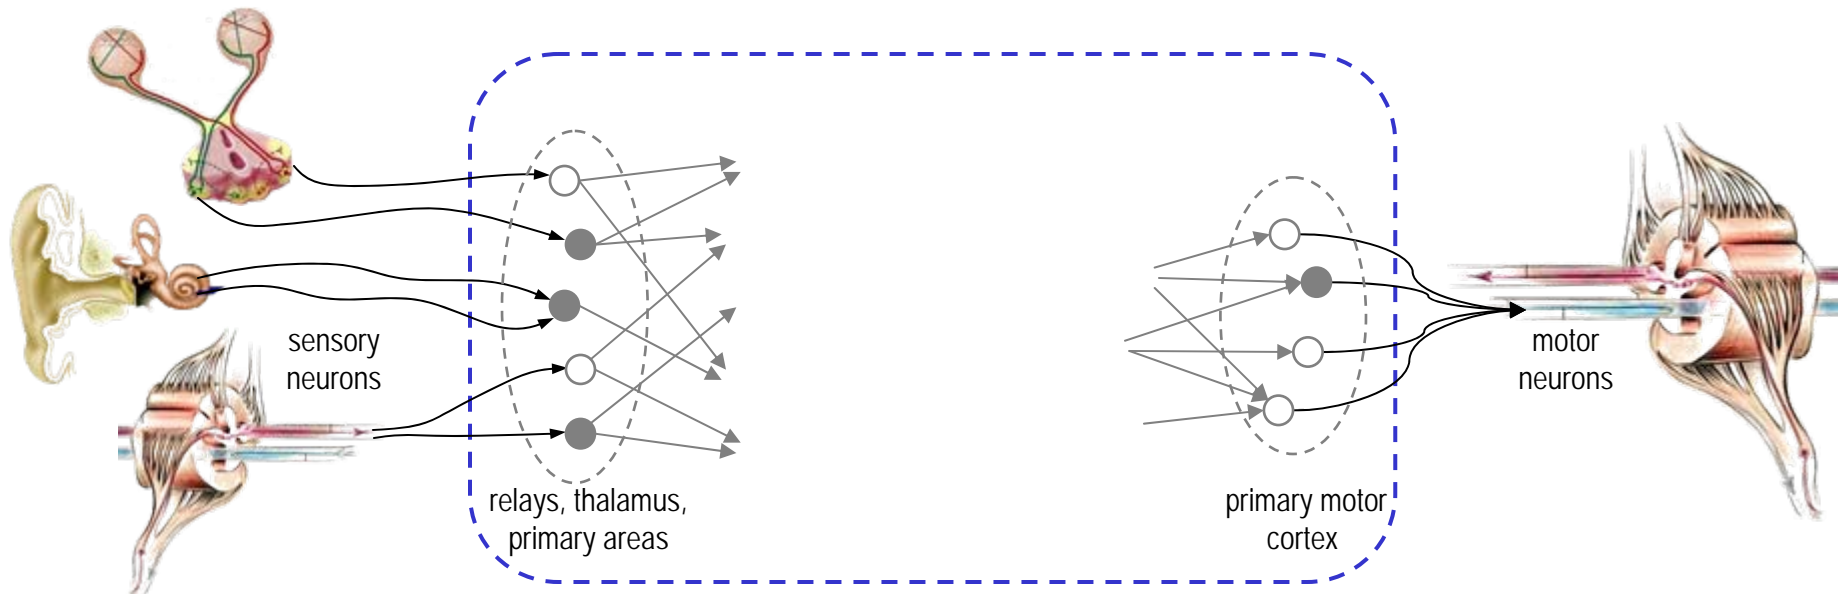 sensory
neurons
relays, thalamus,
primary areas
primary motor
cortex
motor
neurons